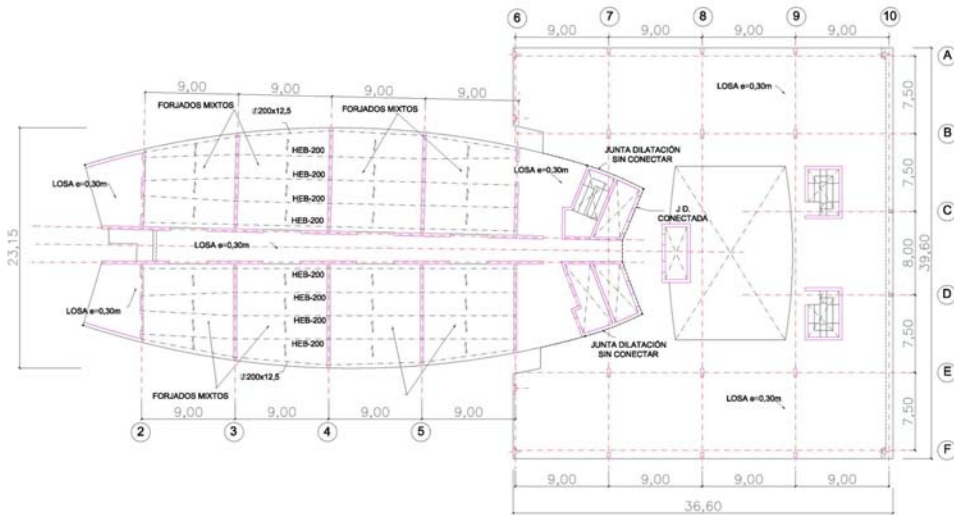 6 7 8 9 10
9,00 9,00 9,00 9,00
A
LOSA e=0,30m
7,50
9,00 9,00 9,00 9,00
FORJADOS MIXTOS
FORJADOS MIXTOS
200x12,5
B
HEB-200
JUNTA DILATACIÓN
SIN CONECTAR
HEB-200
LOSA e=0,30m
LOSA e=0,30m
7,50
HEB-200
HEB-200
J D.
CONECTADA
C
23,15
LOSA e=0,30m
8,00
39,60
HEB-200
LOSA e=0,30m
HEB-200
D
HEB-200
HEB-200
7,50
JUNTA DILATACIÓN
SIN CONECTAR
200x12,5
E
FORJADOS MIXTOS
LOSA e=0,30m
9,00 9,00 9,00 9,00
7,50
2 3 4 5
F
9,00 9,00 9,00 9,00
36,60